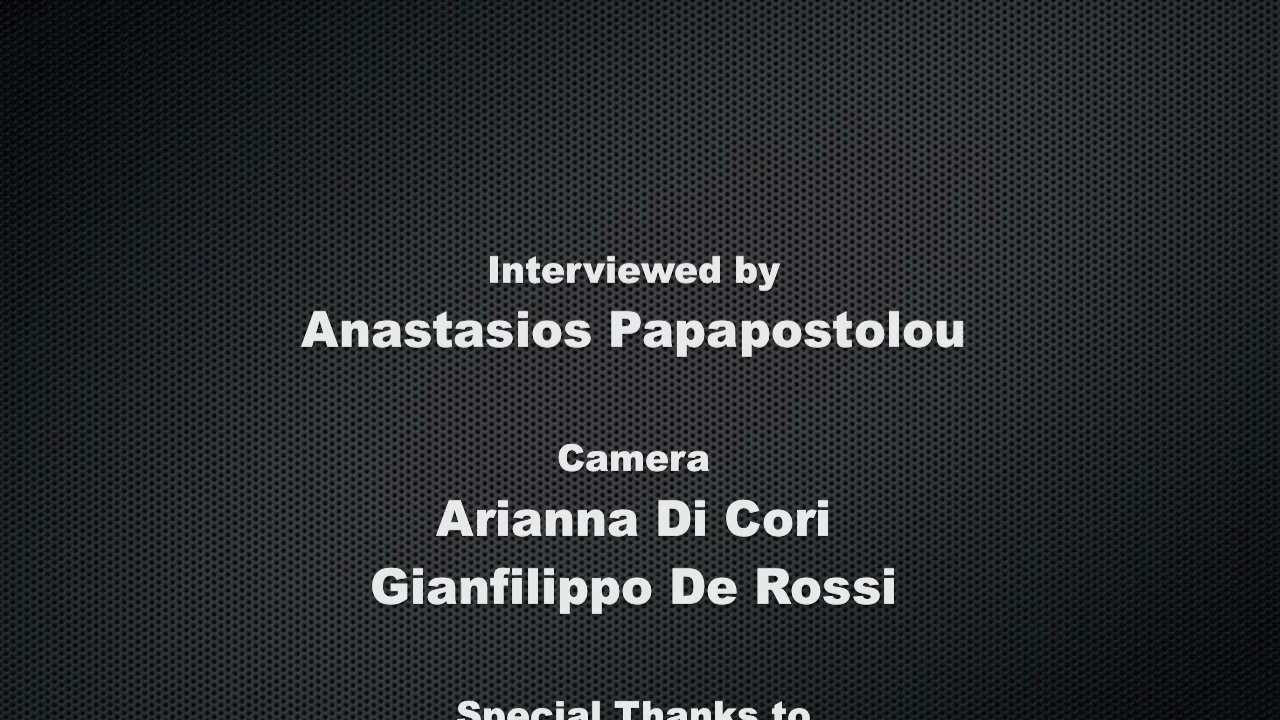 Interviewed by
Anastasios Papapostolou
Camera
Arianna Di Cori
Gianfilippo De Rossi
Special Thanks to